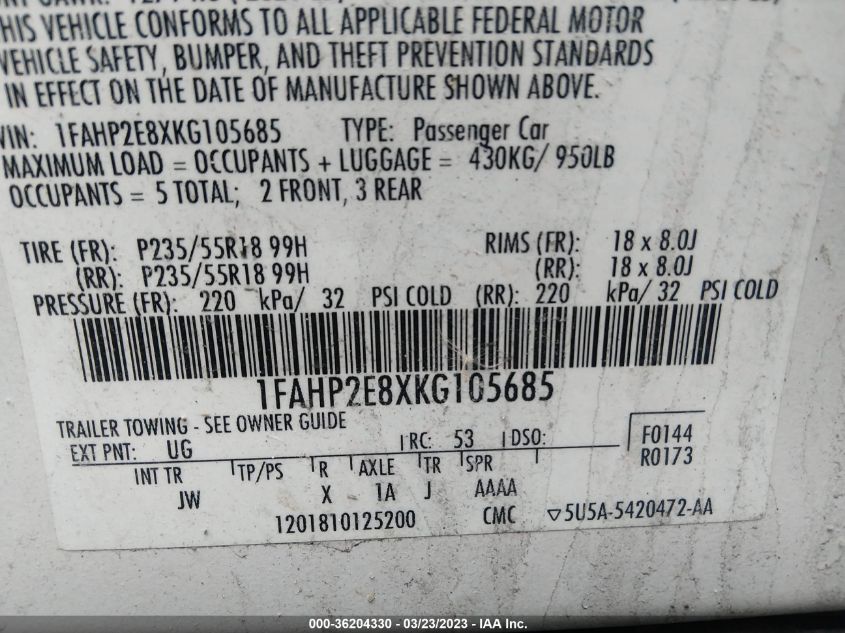 THIS VEHICLE CONFORMS TO ALL APPLICABLE FEDERAL MOTOR
VEHICLE SAFETY, BUMPER, AND THEFT PREVENTION STANDARDS
IN EFFECT ON THE DATE OF MANUFACTURE SHOWN ABOVE.
VIN: 1FAHP2E8XKG105685 TYPE: Passenger Car
MAXIMUM LOAD = OCCUPANTS + LUGGAGE = 430KG/ 950LB
OCCUPANTS = 5 TOTAL; 2 FRONT, 3 REAR
TIRE (FR): P235/55R18 99H RIMS (FR): 18 x 8.0J
(RR): P235/55R18 99H (RR): 18 x 8.0J
PRESSURE (FR): 220 kPa/ 32 PSI COLD (RR): 220 kPa/ 32 PSI COLD
1FAHP2E8XKG105685
TRAILER TOWING - SEE OWNER GUIDE
EXT PNT: UG RC: 53 DSO: F0144
R0173
INT TR TP/PS R AXLE TR SPR
JW X 1A J AAAA
1201810125200 CMC ▽5U5A-5420472-AA
000-36204330 - 03/23/2023 - IAA Inc.